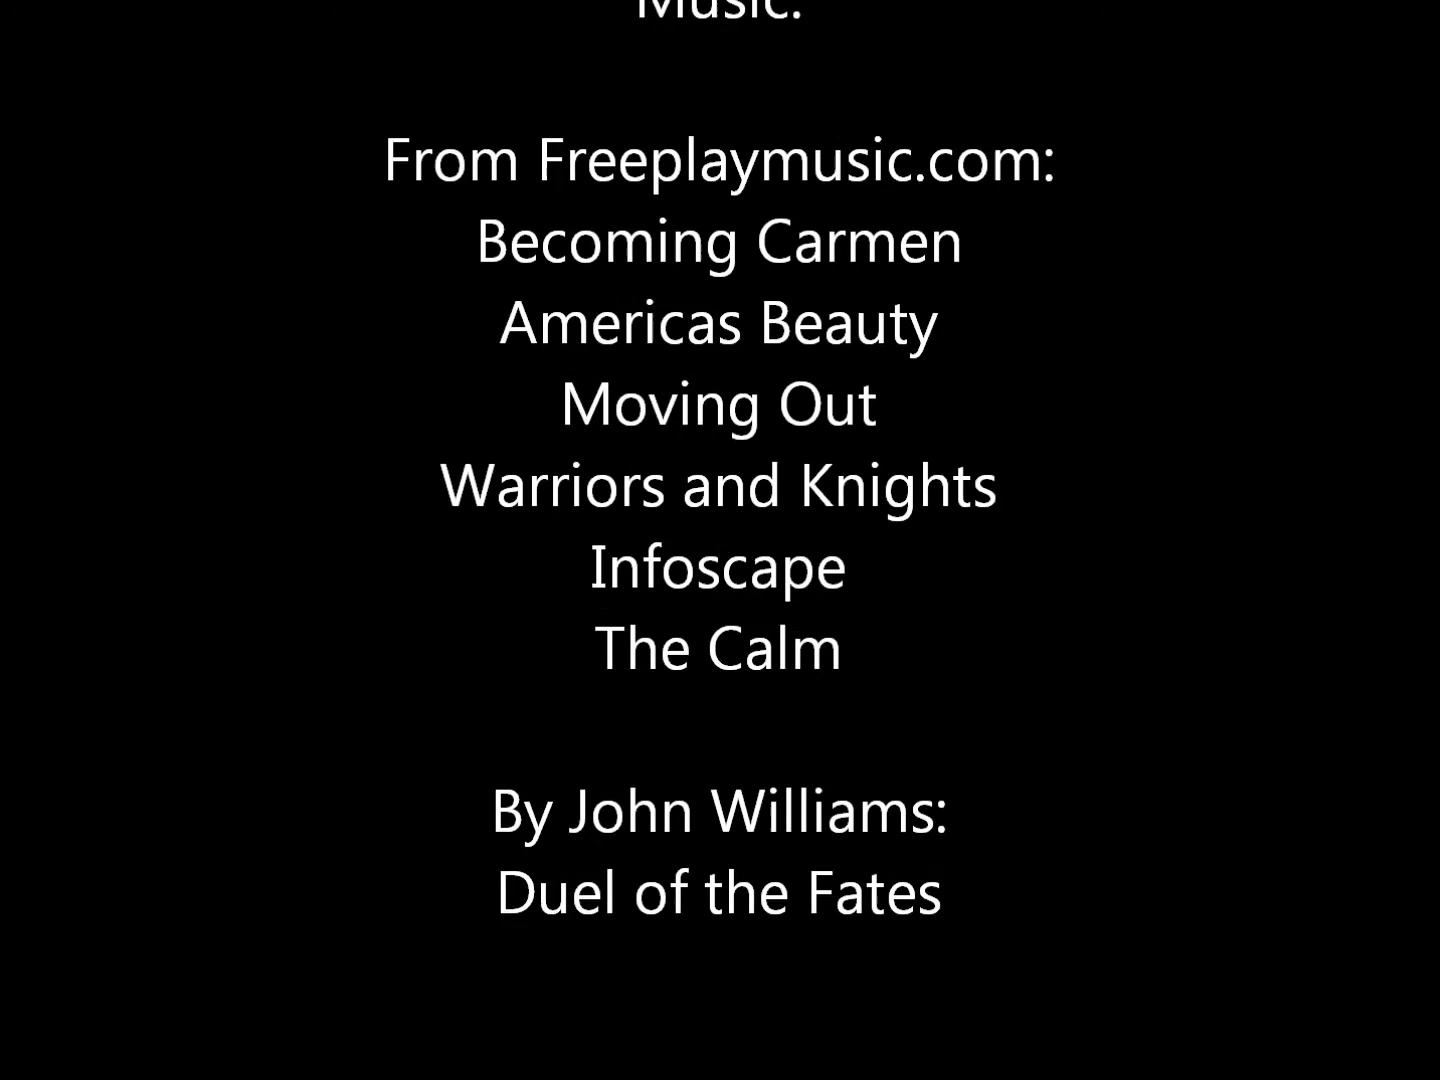 Music:
From Freeplaymusic.com:
Becoming Carmen
Americas Beauty
Moving Out
Warriors and Knights
Infoscape
The Calm
By John Williams:
Duel of the Fates